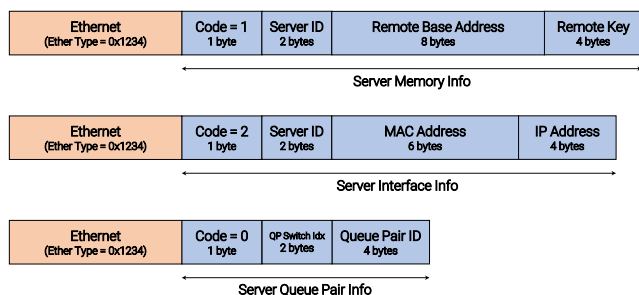 Ethernet
(Ether Type = 0x1234)
Code = 1
1 byte
Server ID
2 bytes
Remote Base Address
8 bytes
Remote Key
4 bytes
Server Memory Info
Ethernet
(Ether Type = 0x1234)
Code = 2
1 byte
Server ID
2 bytes
MAC Address
6 bytes
IP Address
4 bytes
Server Interface Info
Ethernet
(Ether Type = 0x1234)
Code = 0
1 byte
QP Switch Idx
2 bytes
Queue Pair ID
4 bytes
Server Queue Pair Info